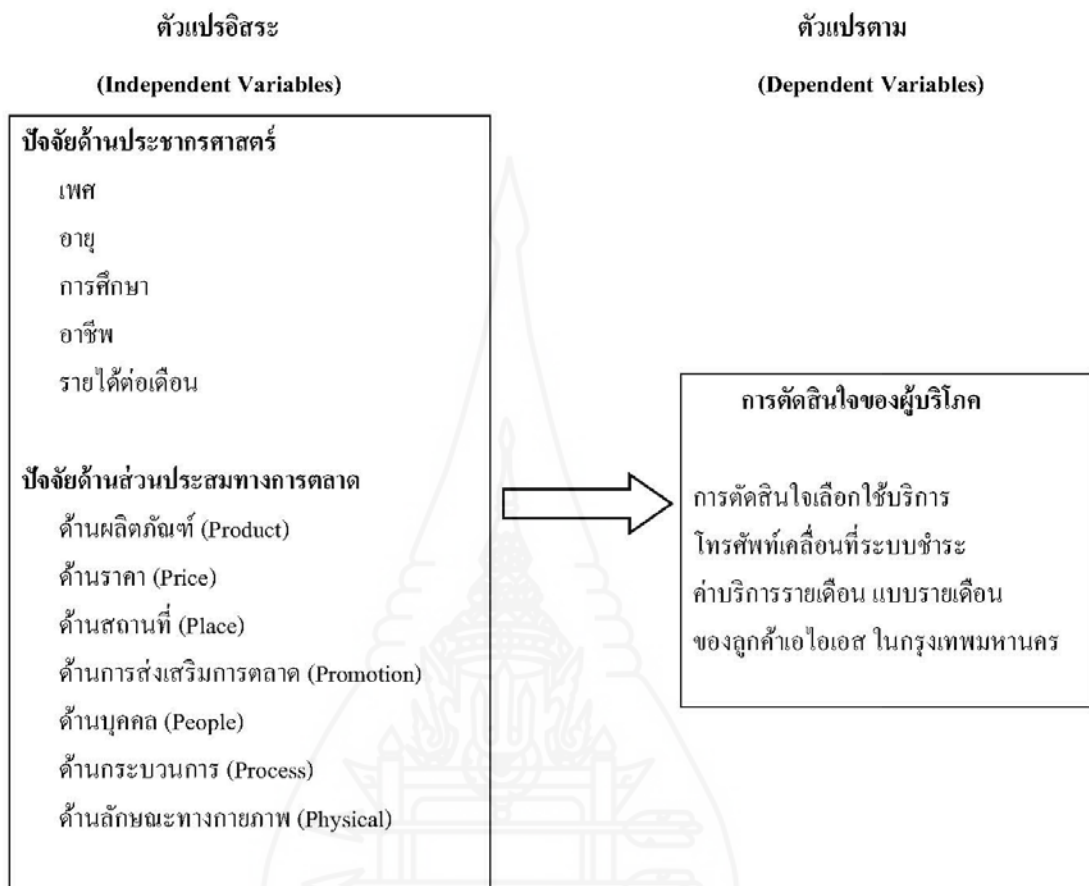 ตัวแปรอิสระ
(Independent Variables)
ปัจจัยด้านประชากรศาสตร์
เพศ
อายุ
การศึกษา
อาชีพ
รายได้ต่อเดือน
ปัจจัยด้านส่วนประสมทางการตลาด
ด้านผลิตภัณฑ์ (Product)
ด้านราคา (Price)
ด้านสถานที่ (Place)
ด้านการส่งเสริมการตลาด (Promotion)
ด้านบุคคล (People)
ด้านกระบวนการ (Process)
ด้านลักษณะทางกายภาพ (Physical)
ตัวแปรตาม
(Dependent Variables)
การตัดสินใจของผู้บริโภค
การตัดสินใจเลือกใช้บริการ
โทรศัพท์เคลื่อนที่ระบบชำระ
ค่าบริการรายเดือน แบบรายเดือน
ของลูกค้าเอไอเอส ในกรุงเทพมหานคร